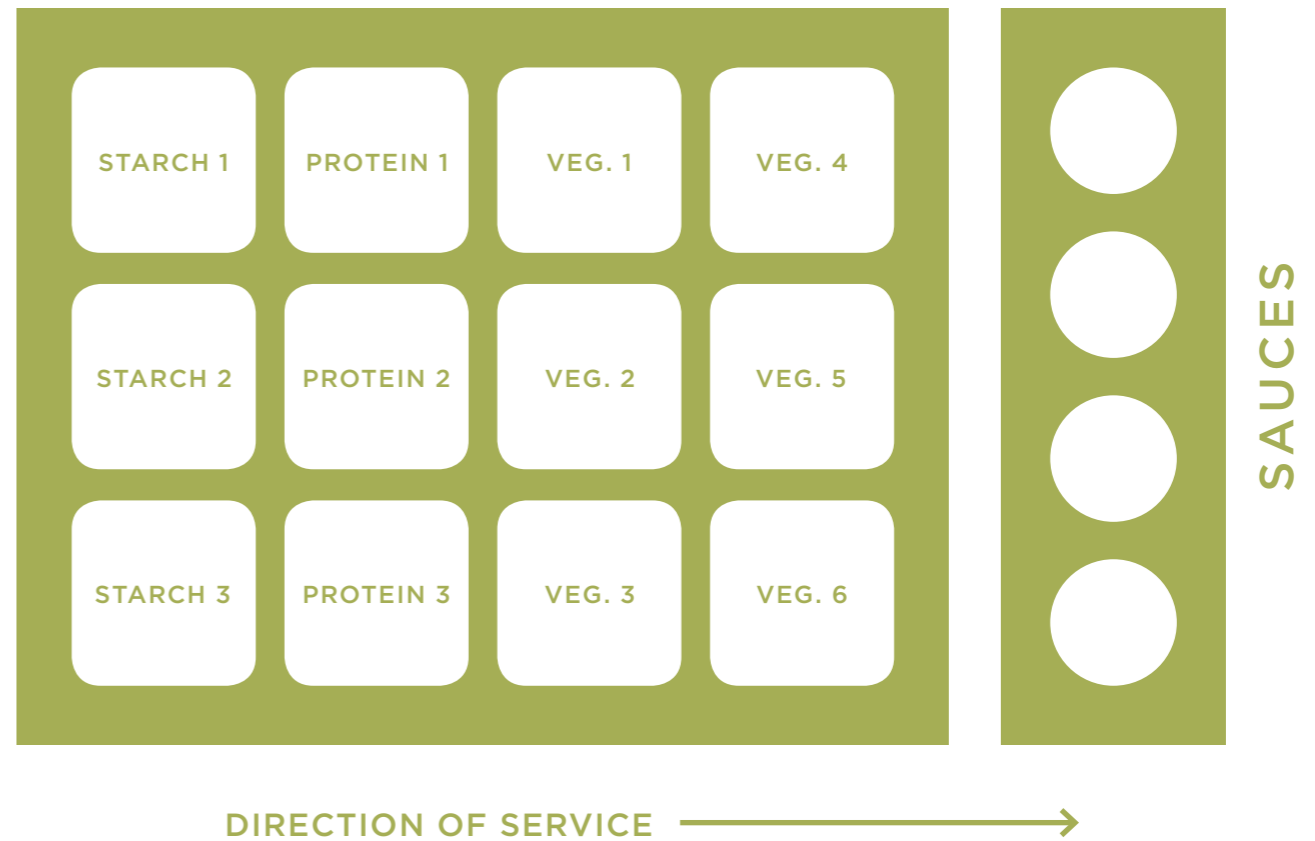 STARCH 1
PROTEIN 1
VEG. 1
VEG. 4
STARCH 2
PROTEIN 2
VEG. 2
VEG. 5
STARCH 3
PROTEIN 3
VEG. 3
VEG. 6
SAUCES
DIRECTION OF SERVICE